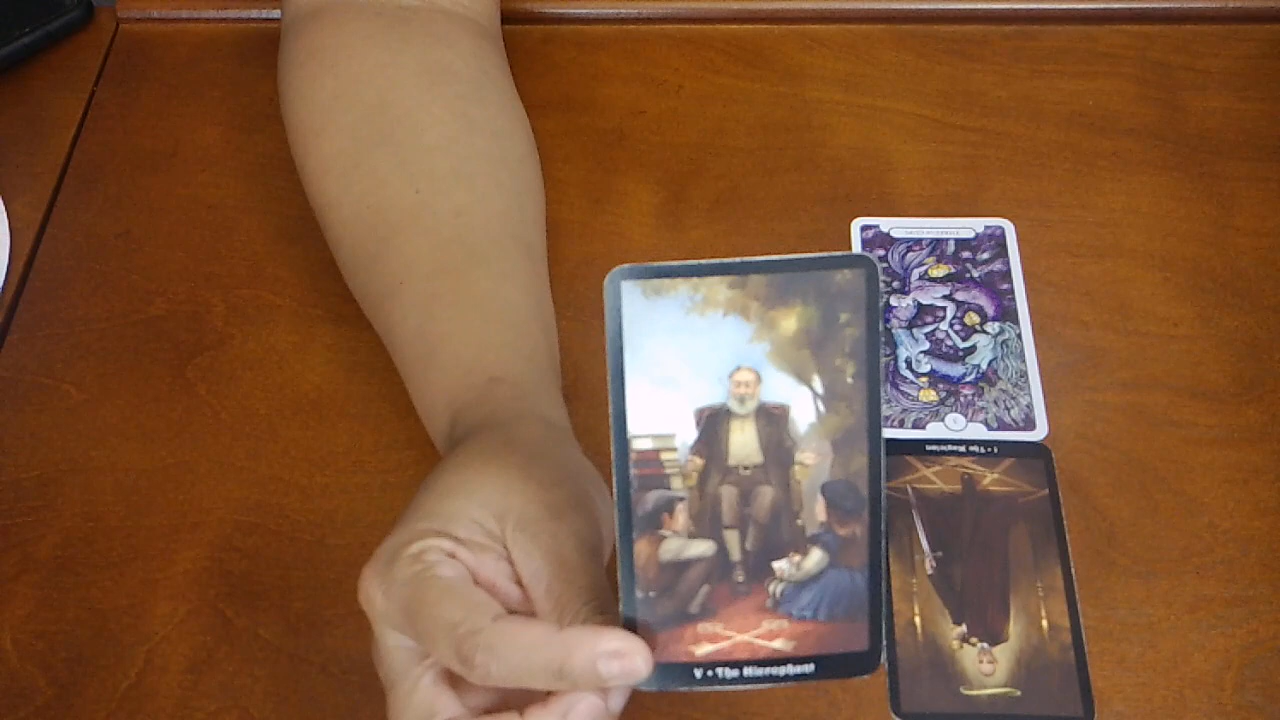 V • The Hierophant
I • The Magician